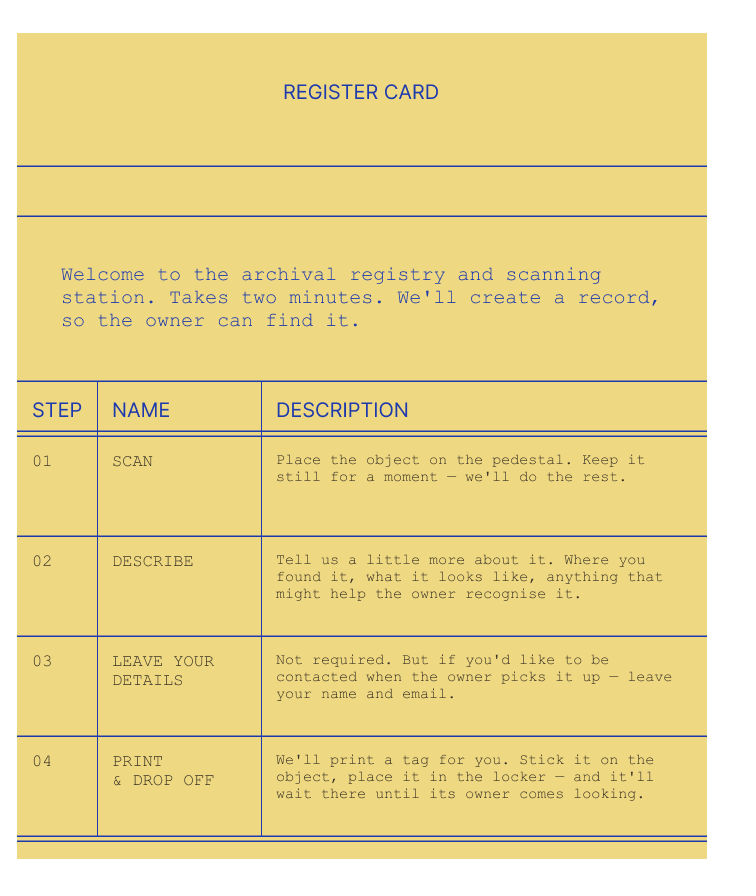 REGISTER CARD
Welcome to the archival registry and scanning
station. Takes two minutes. We'll create a record,
so the owner can find it.
STEP NAME DESCRIPTION
01 SCAN Place the object on the pedestal. Keep it
still for a moment — we'll do the rest.
02 DESCRIBE Tell us a little more about it. Where you
found it, what it looks like, anything that
might help the owner recognise it.
03 LEAVE YOUR Not required. But if you'd like to be
DETAILS contacted when the owner picks it up — leave
your name and email.
04 PRINT We'll print a tag for you. Stick it on the
& DROP OFF object, place it in the locker — and it'll
wait there until its owner comes looking.